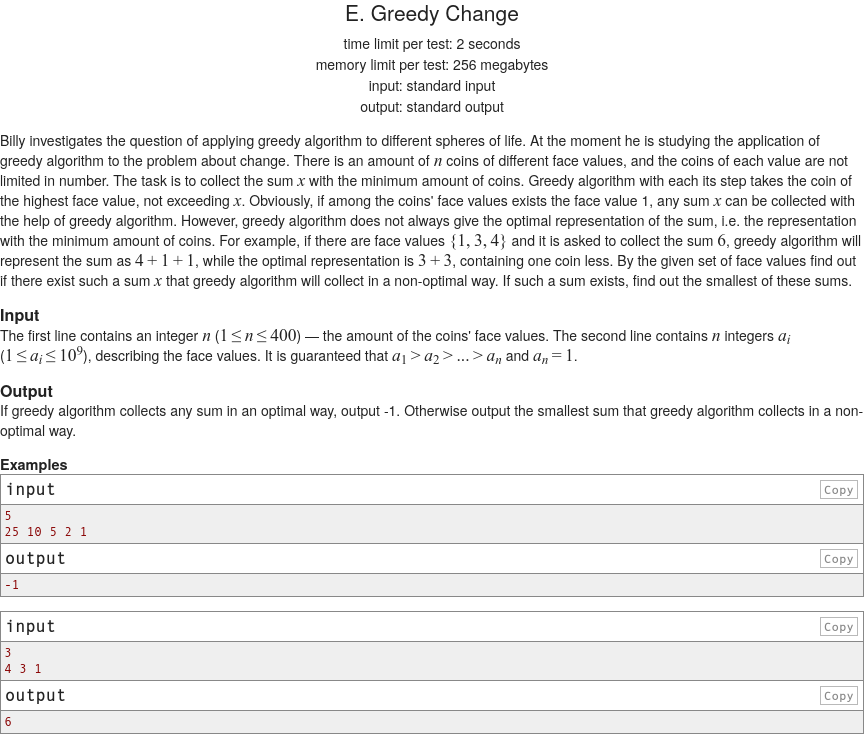 E. Greedy Change
time limit per test: 2 seconds
memory limit per test: 256 megabytes
input: standard input
output: standard output
Billy investigates the question of applying greedy algorithm to different spheres of life. At the moment he is studying the application of
greedy algorithm to the problem about change. There is an amount of n coins of different face values, and the coins of each value are not
limited in number. The task is to collect the sum x with the minimum amount of coins. Greedy algorithm with each its step takes the coin of
the highest face value, not exceeding x. Obviously, if among the coins' face values exists the face value 1, any sum x can be collected with
the help of greedy algorithm. However, greedy algorithm does not always give the optimal representation of the sum, i.e. the representation
with the minimum amount of coins. For example, if there are face values {1, 3, 4} and it is asked to collect the sum 6, greedy algorithm will
represent the sum as 4 + 1 + 1, while the optimal representation is 3 + 3, containing one coin less. By the given set of face values find out
if there exist such a sum x that greedy algorithm will collect in a non-optimal way. If such a sum exists, find out the smallest of these sums.
Input
The first line contains an integer n (1 ≤ n ≤ 400) — the amount of the coins' face values. The second line contains n integers aᵢ
(1 ≤ aᵢ ≤ 10⁹), describing the face values. It is guaranteed that a₁ > a₂ > ... > aₙ and aₙ = 1.
Output
If greedy algorithm collects any sum in an optimal way, output -1. Otherwise output the smallest sum that greedy algorithm collects in a non-
optimal way.
Examples
input Copy
5
25 10 5 2 1
output Copy
-1
input Copy
3
4 3 1
output Copy
6